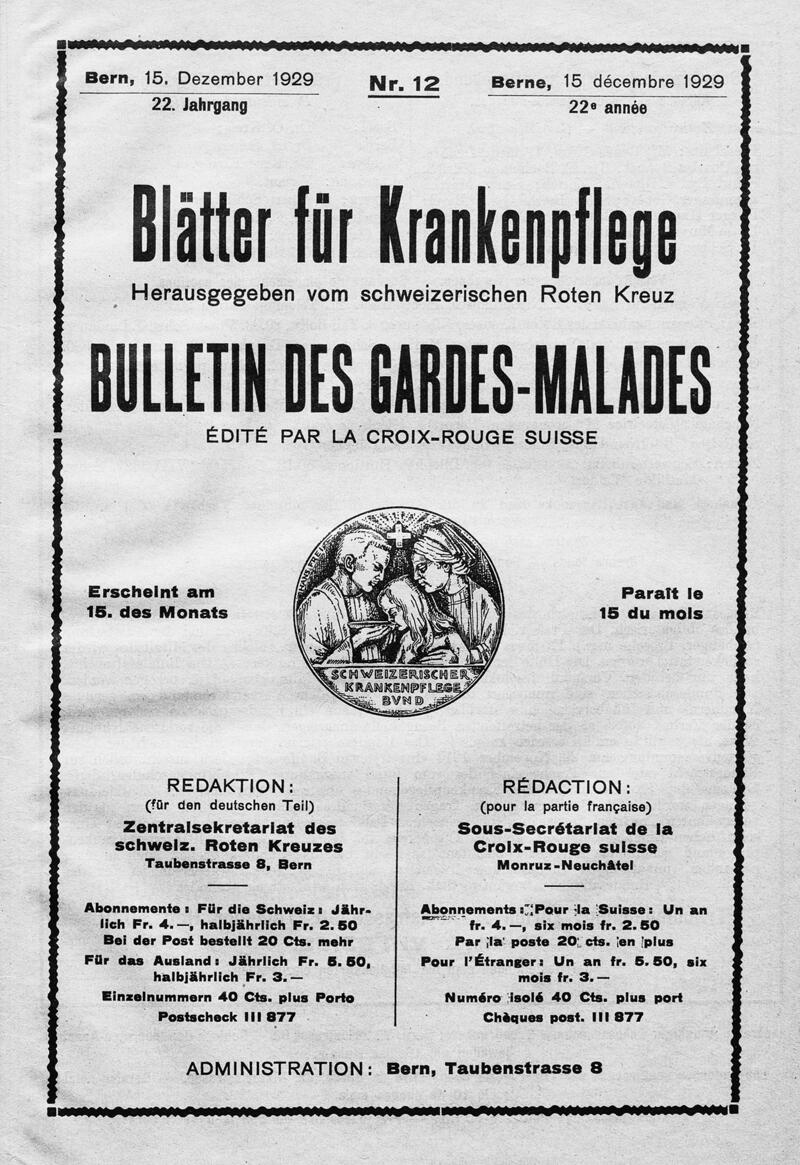 Bern, 15. Dezember 1929
22. Jahrgang
Nr. 12
Berne, 15 décembre 1929
22e année
Blätter für Krankenpflege
Herausgegeben vom schweizerischen Roten Kreuz
BULLETIN DES GARDES-MALADES
ÉDITÉ PAR LA CROIX-ROUGE SUISSE
Erscheint am
15. des Monats
HANS FREI
SCHWEIZERISCHER
KRANKENPFLEGE
BVND
Paraît le
15 du mois
REDAKTION:
(für den deutschen Teil)
Zentralsekretariat des
schweiz. Roten Kreuzes
Taubenstrasse 8, Bern
Abonnemente: Für die Schweiz: Jähr-
lich Fr. 4.—, halbjährlich Fr. 2.50
Bei der Post bestellt 20 Cts. mehr
Für das Ausland: Jährlich Fr. 5.50,
halbjährlich Fr. 3.—
Einzelnummern 40 Cts. plus Porto
Postscheck III 877
RÉDACTION:
(pour la partie française)
Sous-Secrétariat de la
Croix-Rouge suisse
Monruz-Neuchâtel
Abonnements: Pour la Suisse: Un an
fr. 4.—, six mois fr. 2.50
Par la poste 20 cts. en plus
Pour l'Étranger: Un an fr. 5.50, six
mois fr. 3.—
Numéro isolé 40 Cts. plus port
Chèques post. III 877
ADMINISTRATION: Bern, Taubenstrasse 8